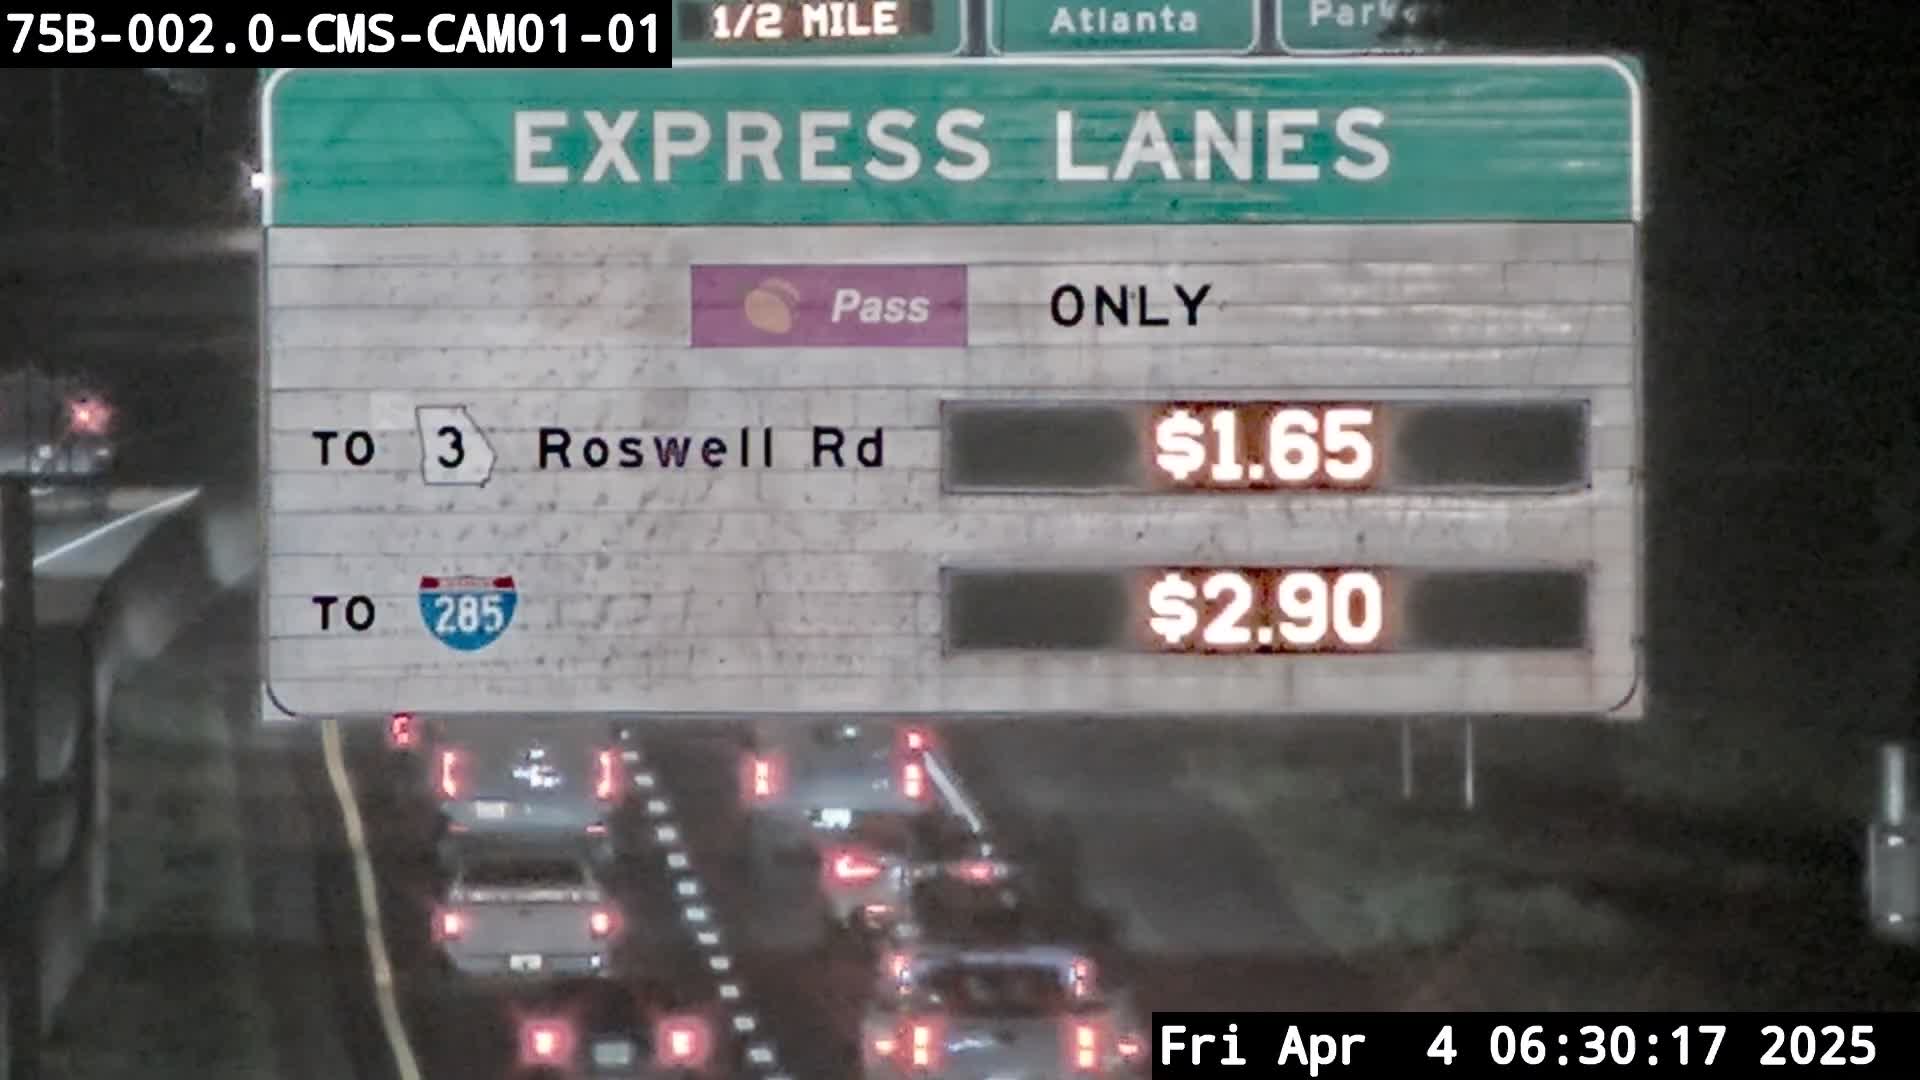 75B-002.0-CMS-CAM01-01
1/2 MILE
Atlanta
EXPRESS LANES
Pass ONLY
TO 3 Roswell Rd $1.65
TO 285 $2.90
Fri Apr 4 06:30:17 2025